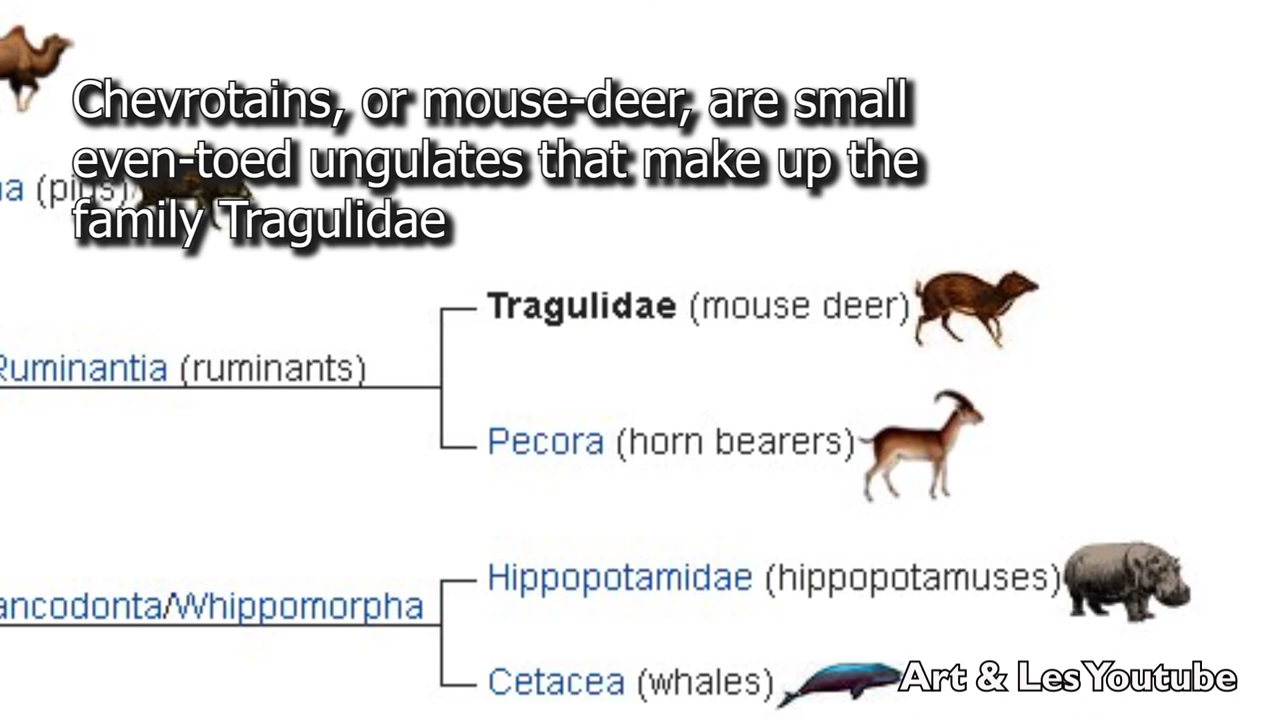 Chevrotains, or mouse-deer, are small
even-toed ungulates that make up the
family Tragulidae
a (pigs)
Tragulidae (mouse deer)
Ruminantia (ruminants)
Pecora (horn bearers)
Hippopotamidae (hippopotamuses)
ancodonta/Whippomorpha
Cetacea (whales)
Art & Les Youtube